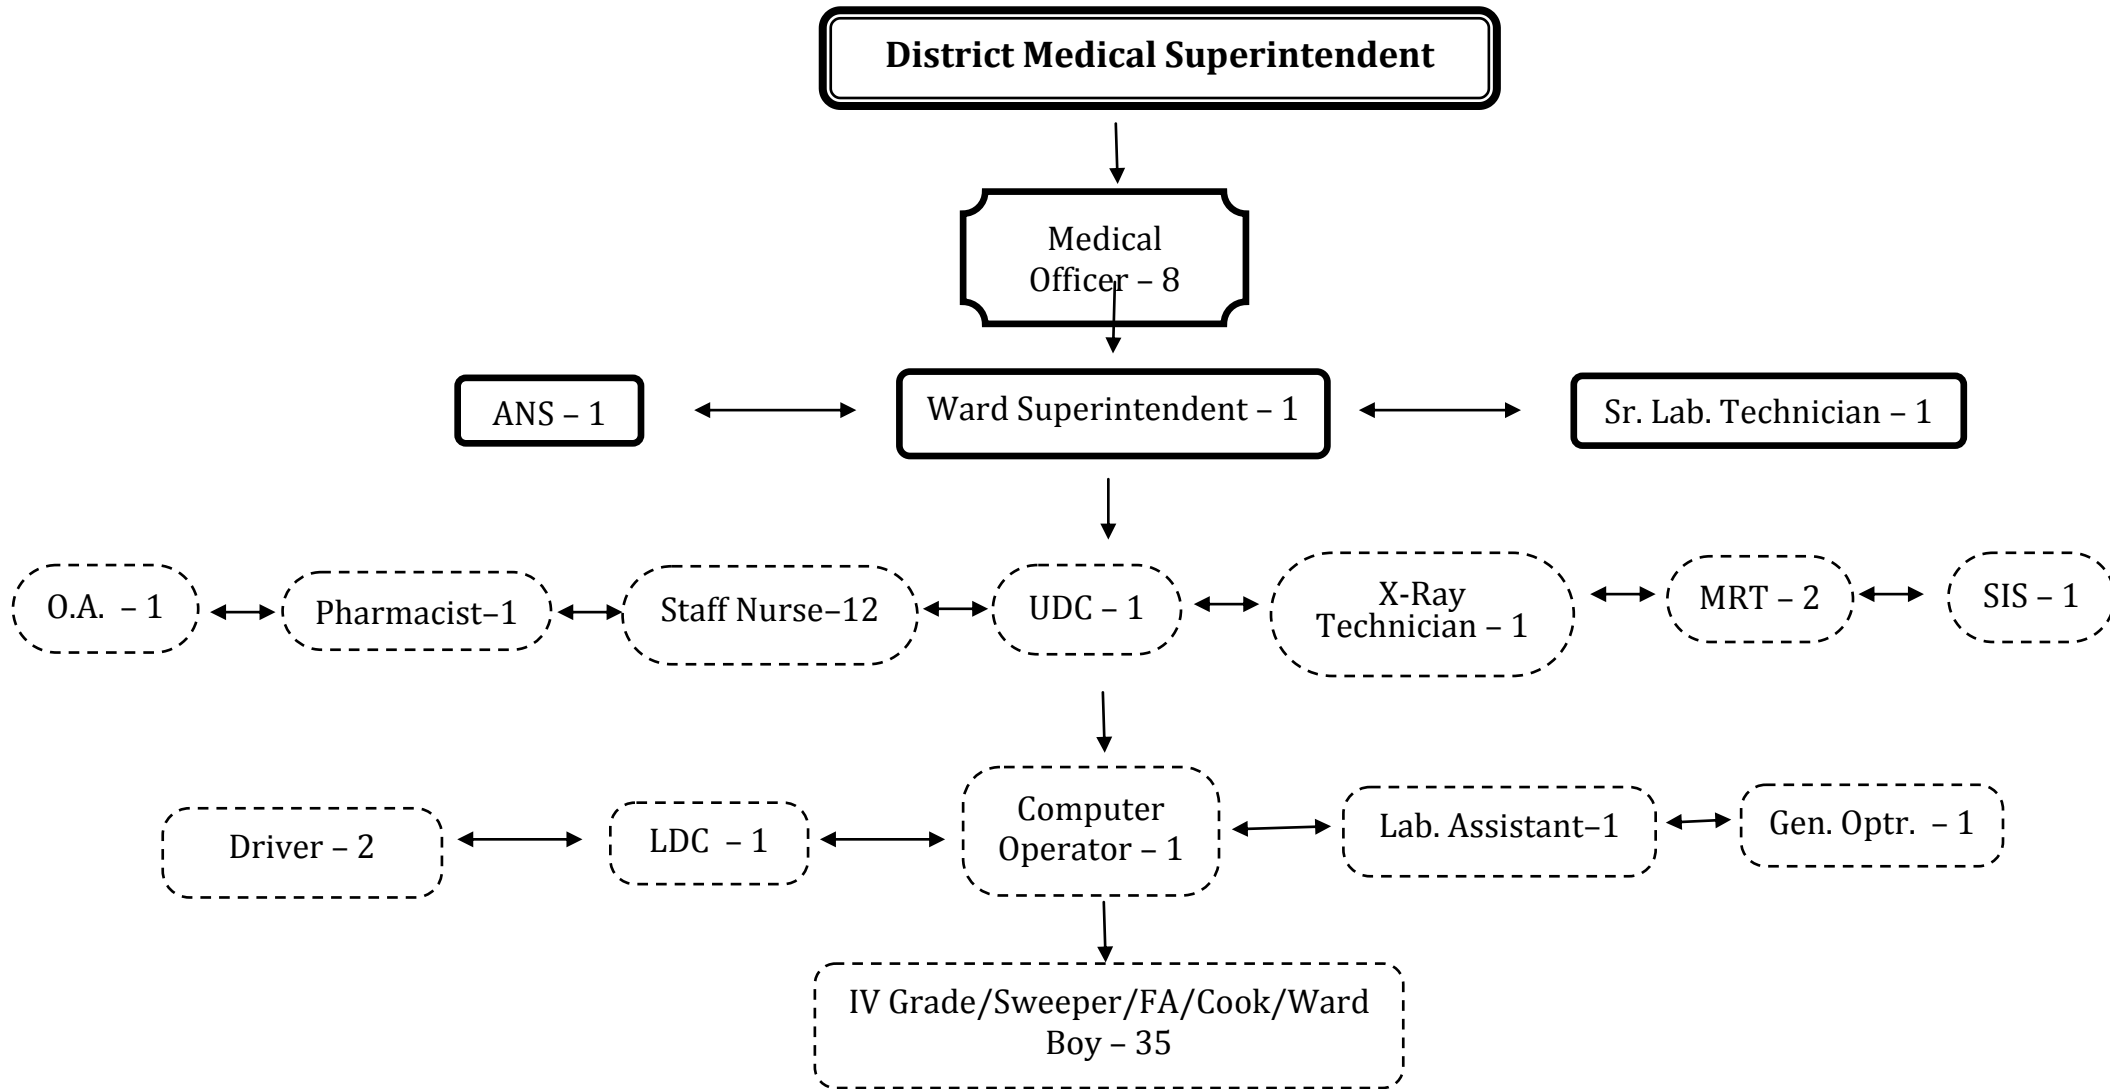 District Medical Superintendent
Medical
Officer – 8
ANS – 1
Ward Superintendent – 1
Sr. Lab. Technician – 1
O.A. – 1
Pharmacist–1
Staff Nurse–12
UDC – 1
X-Ray
Technician – 1
MRT – 2
SIS – 1
Driver – 2
LDC – 1
Computer
Operator – 1
Lab. Assistant–1
Gen. Optr. – 1
IV Grade/Sweeper/FA/Cook/Ward
Boy – 35